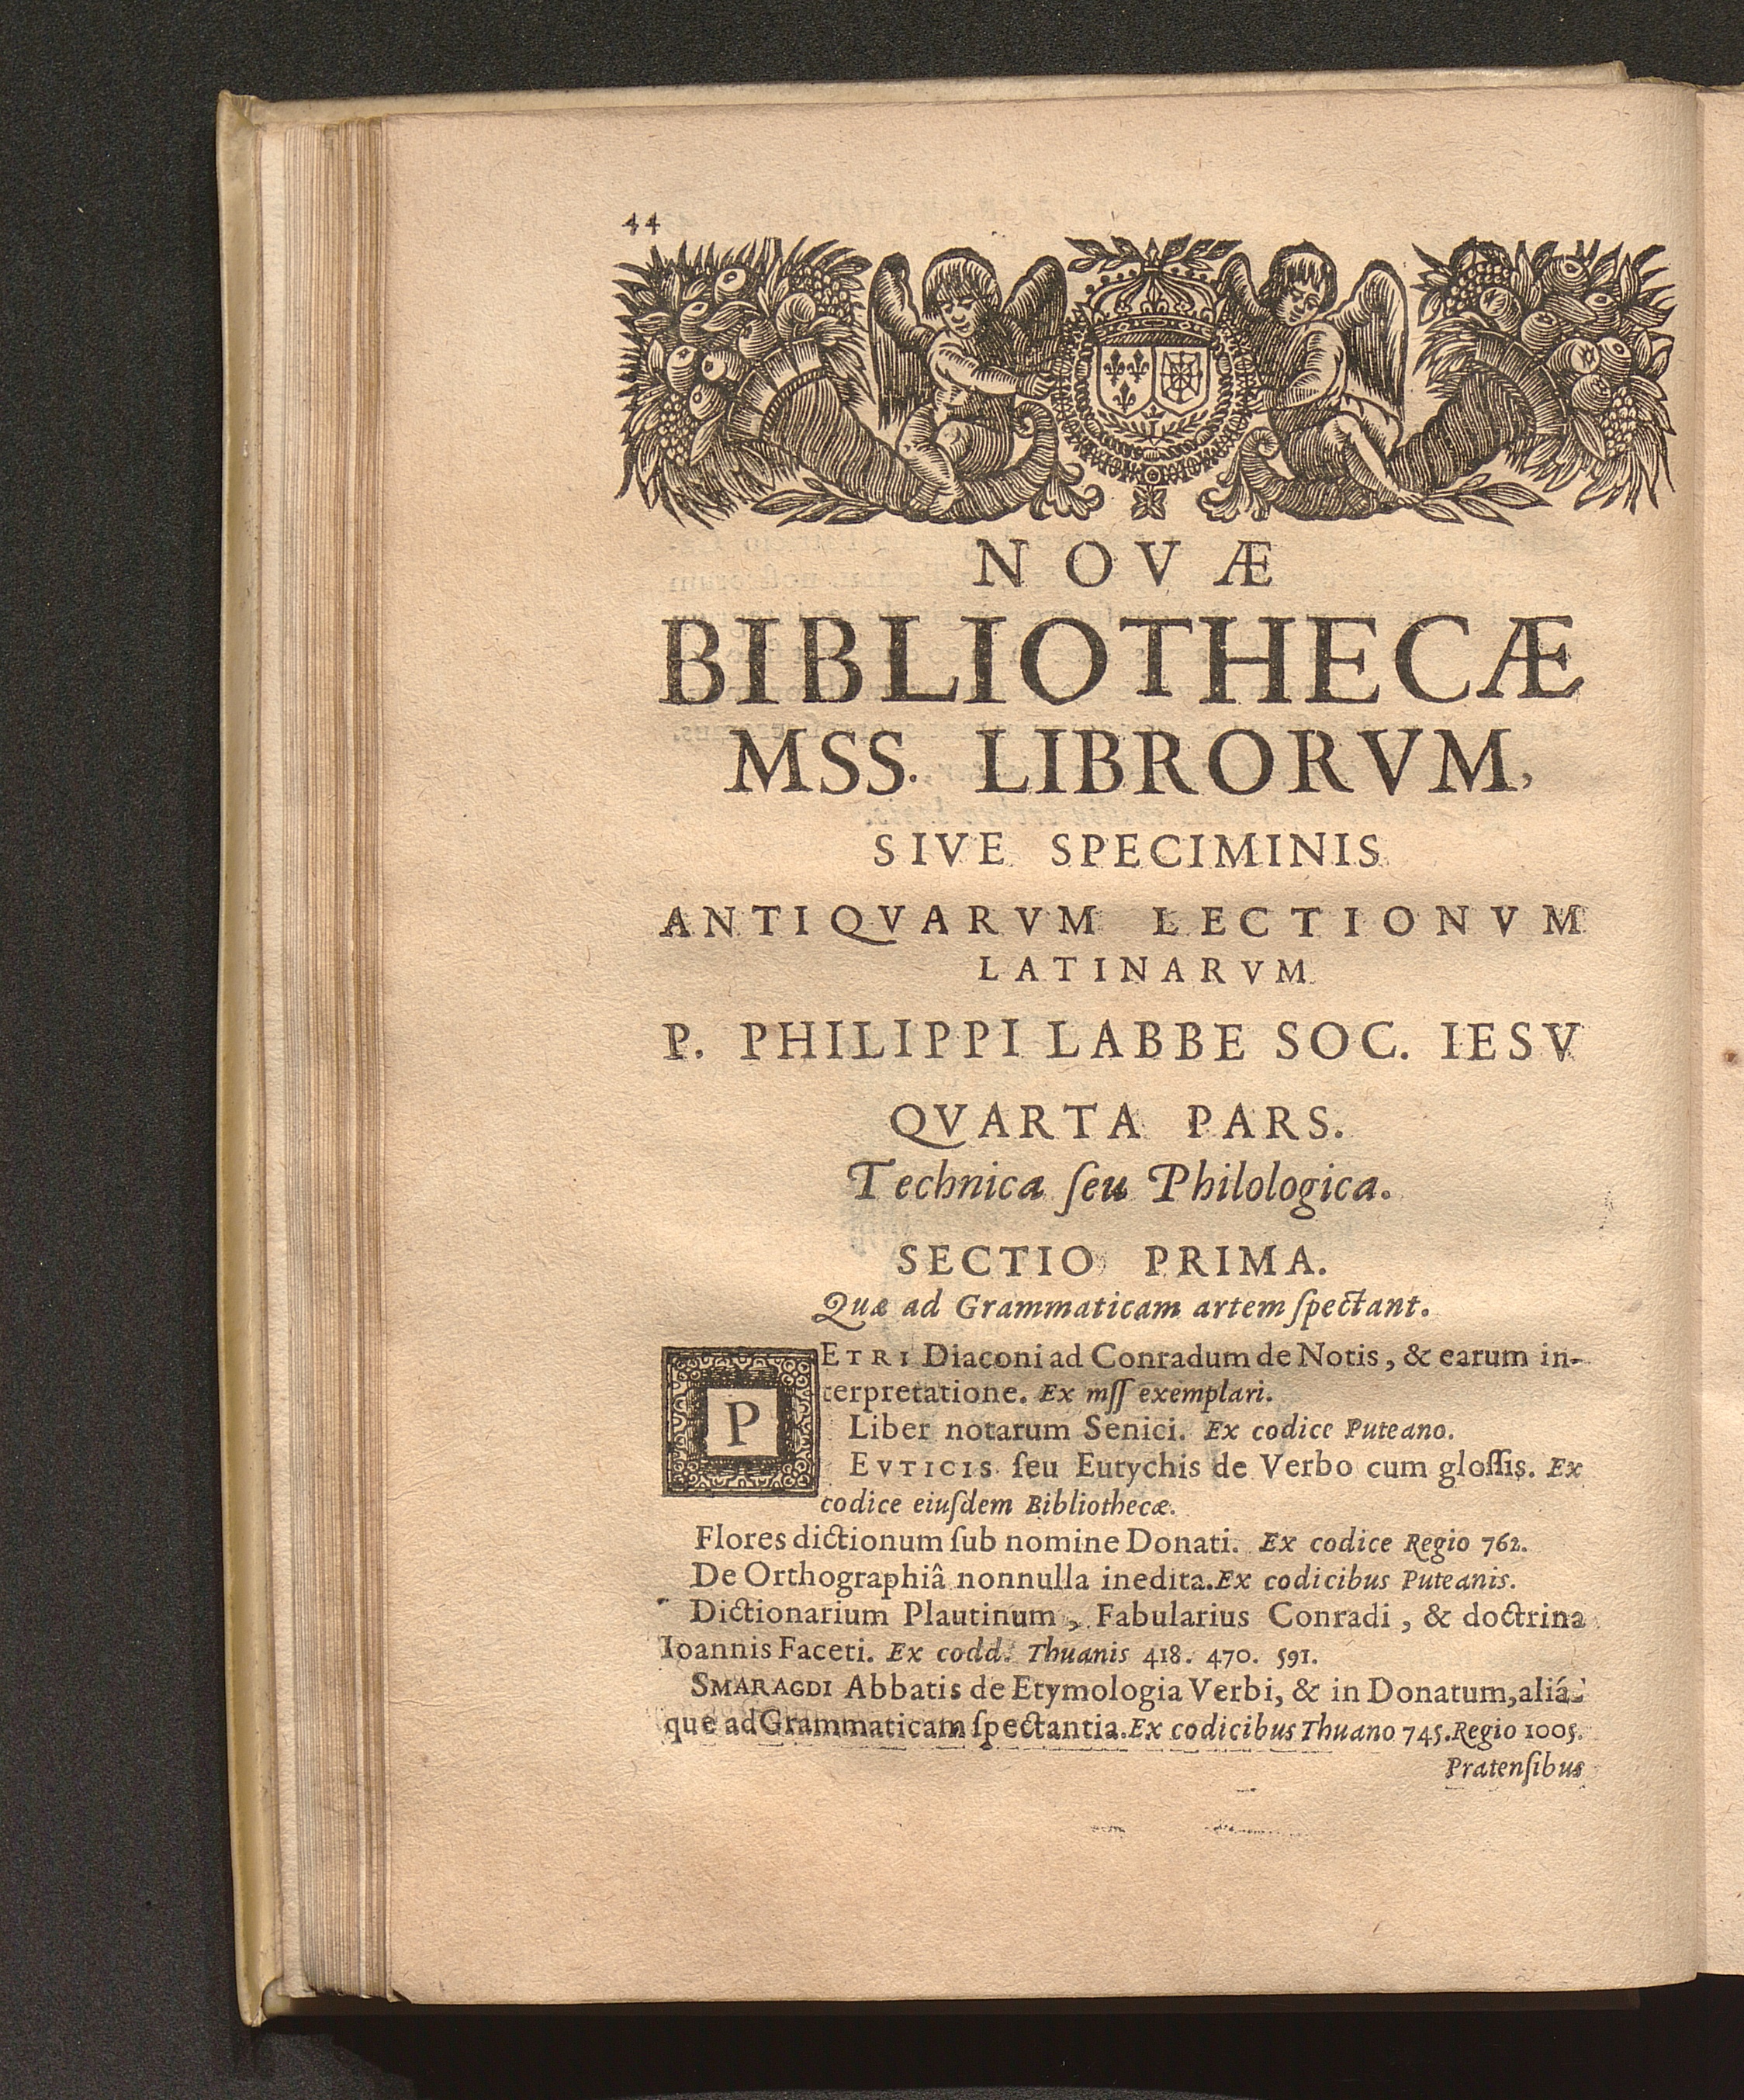 44
NOVÆ
BIBLIOTHECÆ
MSS. LIBRORVM,
SIVE SPECIMINIS
ANTIQVARVM LECTIONVM
LATINARVM
P. PHILIPPI LABBE SOC. IESV
QVARTA PARS.
Technica ſeu Philologica.
SECTIO PRIMA.
Quæ ad Grammaticam artem ſpectant.
PETRI Diaconi ad Conradum de Notis, & earum in-
terpretatione. Ex mſſ exemplari.
Liber notarum Senici. Ex codice Puteano.
EVTICIS ſeu Eutychis de Verbo cum gloſſis. Ex
codice eiuſdem Bibliothecæ.
Flores dictionum ſub nomine Donati. Ex codice Regio 762.
De Orthographiâ nonnulla inedita. Ex codicibus Puteanis.
Dictionarium Plautinum, Fabularius Conradi, & doctrina
Ioannis Faceti. Ex codd. Thuanis 418. 470. 591.
SMARAGDI Abbatis de Etymologia Verbi, & in Donatum, aliá-
que ad Grammaticam ſpectantia. Ex codicibus Thuano 745. Regio 1005.
Pratenſibus